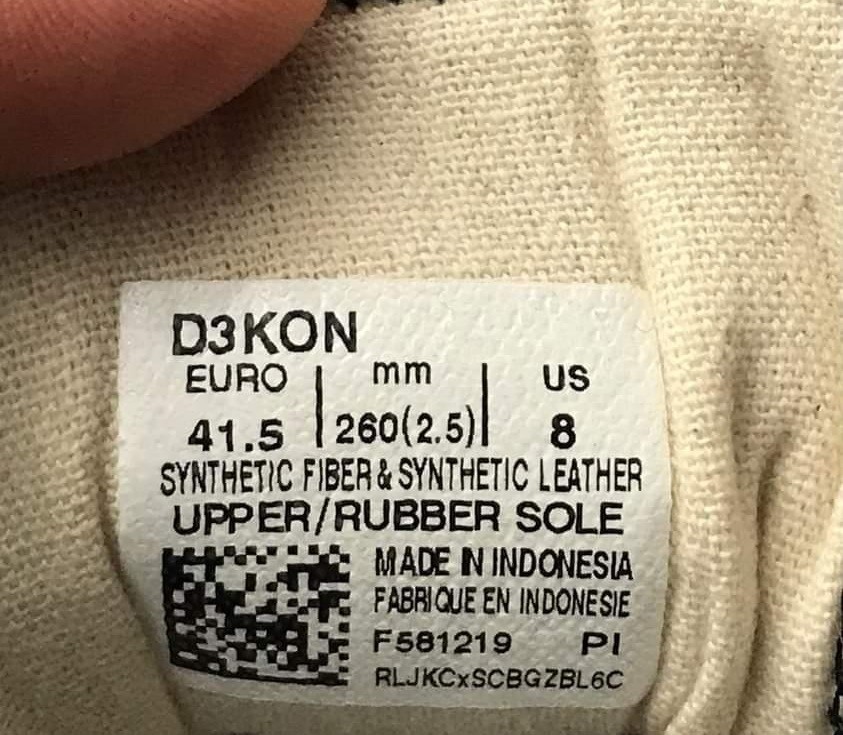 D3KON
EURO | mm | US
41.5 | 260(2.5) | 8
SYNTHETIC FIBER & SYNTHETIC LEATHER
UPPER/RUBBER SOLE
MADE IN INDONESIA
FABRIQUE EN INDONESIE
F581219 PI
RLJKCxSCBGZBL6C